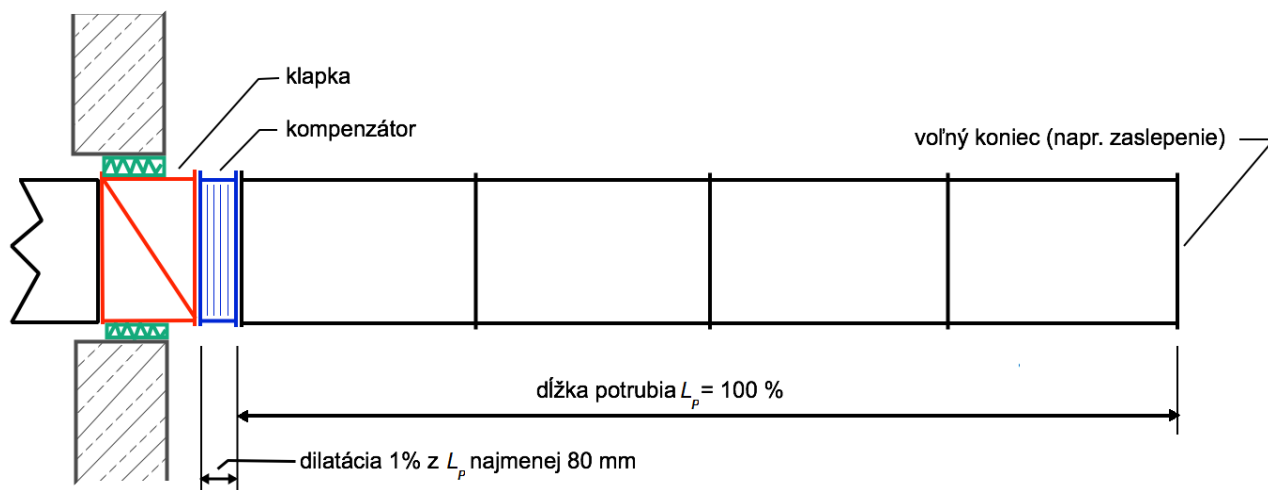 klapka
kompenzátor
voľný koniec (napr. zaslepenie)
dĺžka potrubia Lp = 100 %
dilatácia 1% z Lp najmenej 80 mm